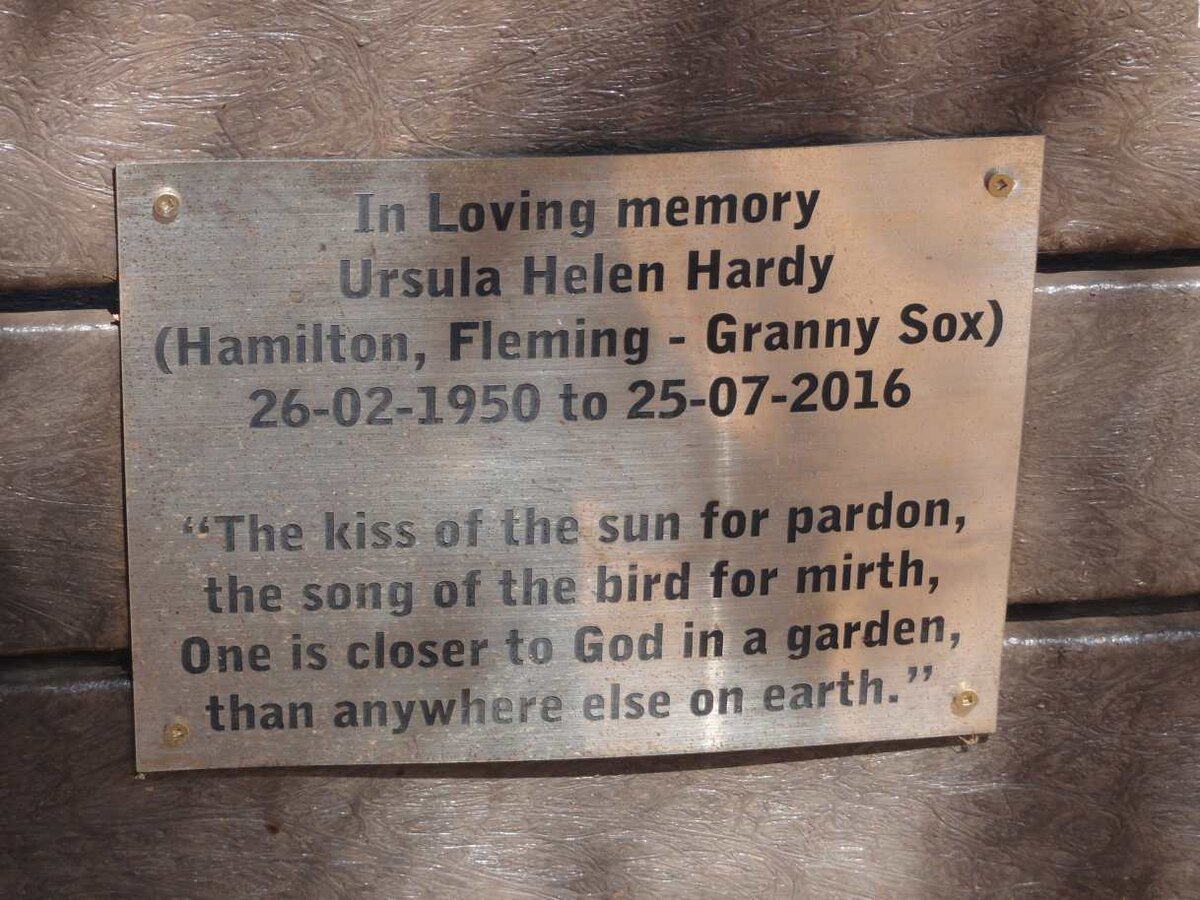 In Loving memory
Ursula Helen Hardy
(Hamilton, Fleming - Granny Sox)
26-02-1950 to 25-07-2016
“The kiss of the sun for pardon,
the song of the bird for mirth,
One is closer to God in a garden,
than anywhere else on earth.”